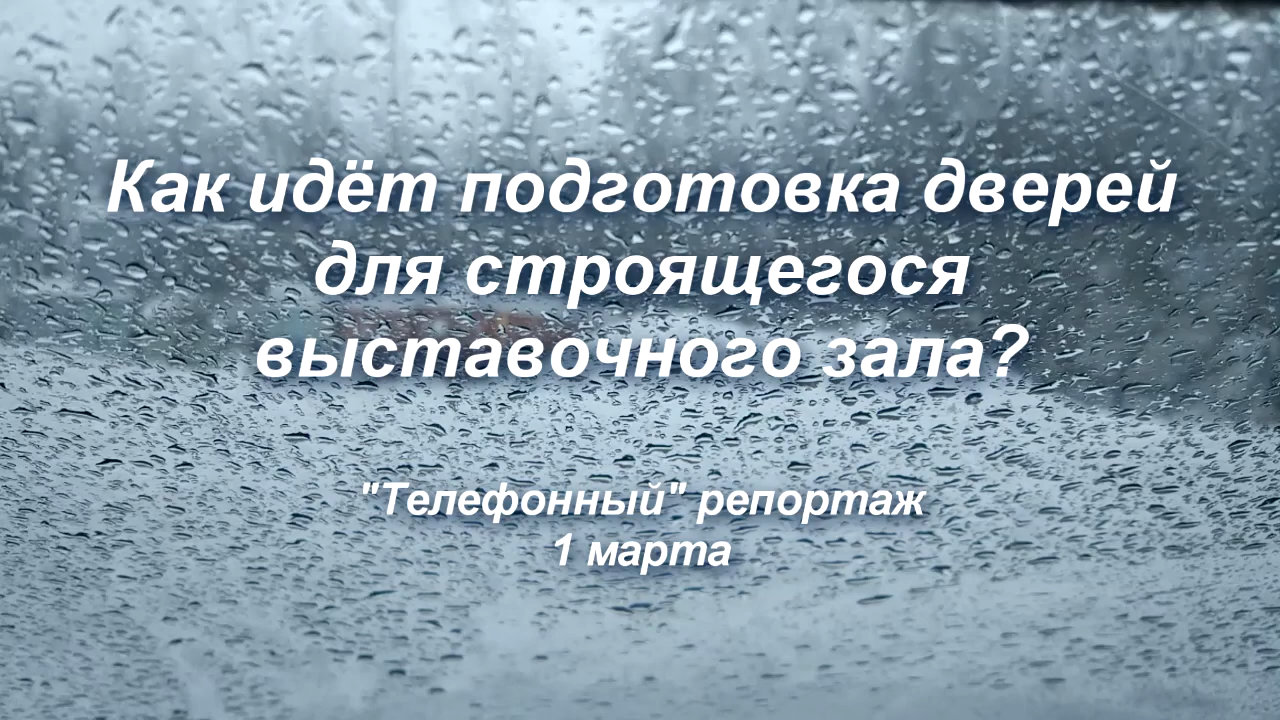 Как идёт подготовка дверей
для строящегося
выставочного зала?
"Телефонный" репортаж
1 марта